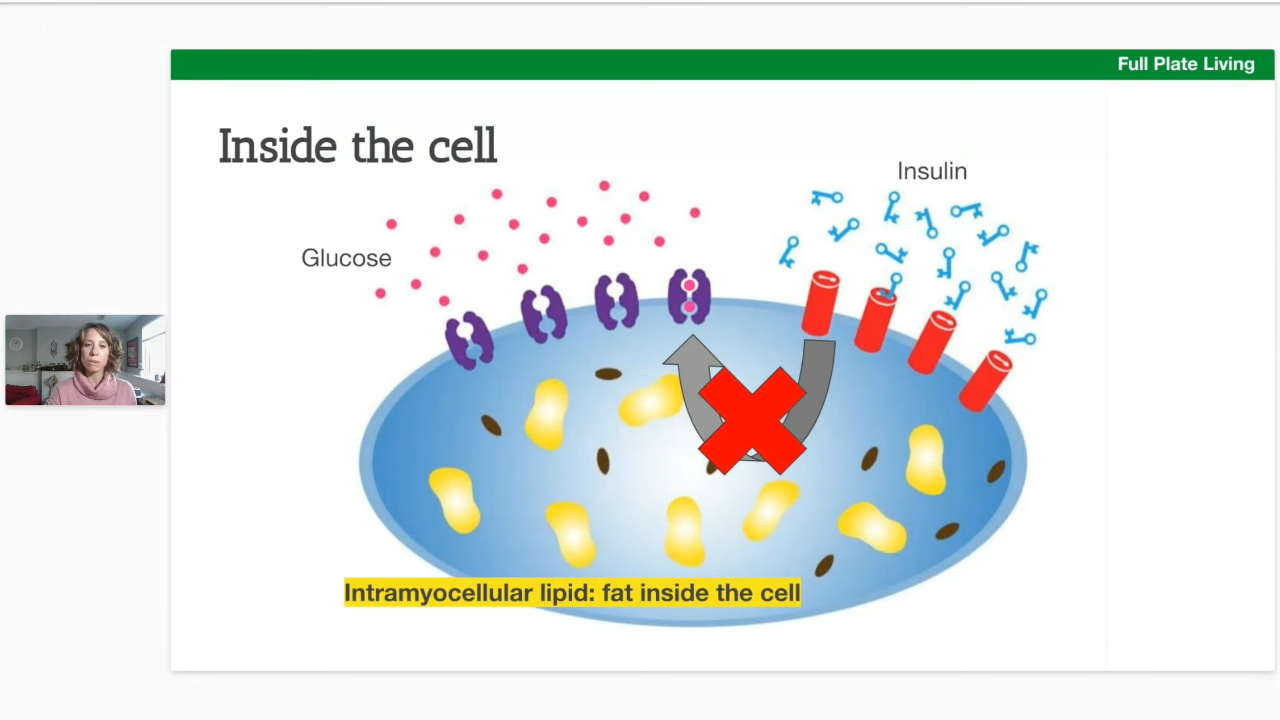 Full Plate Living
Inside the cell
Insulin
Glucose
Intramyocellular lipid: fat inside the cell